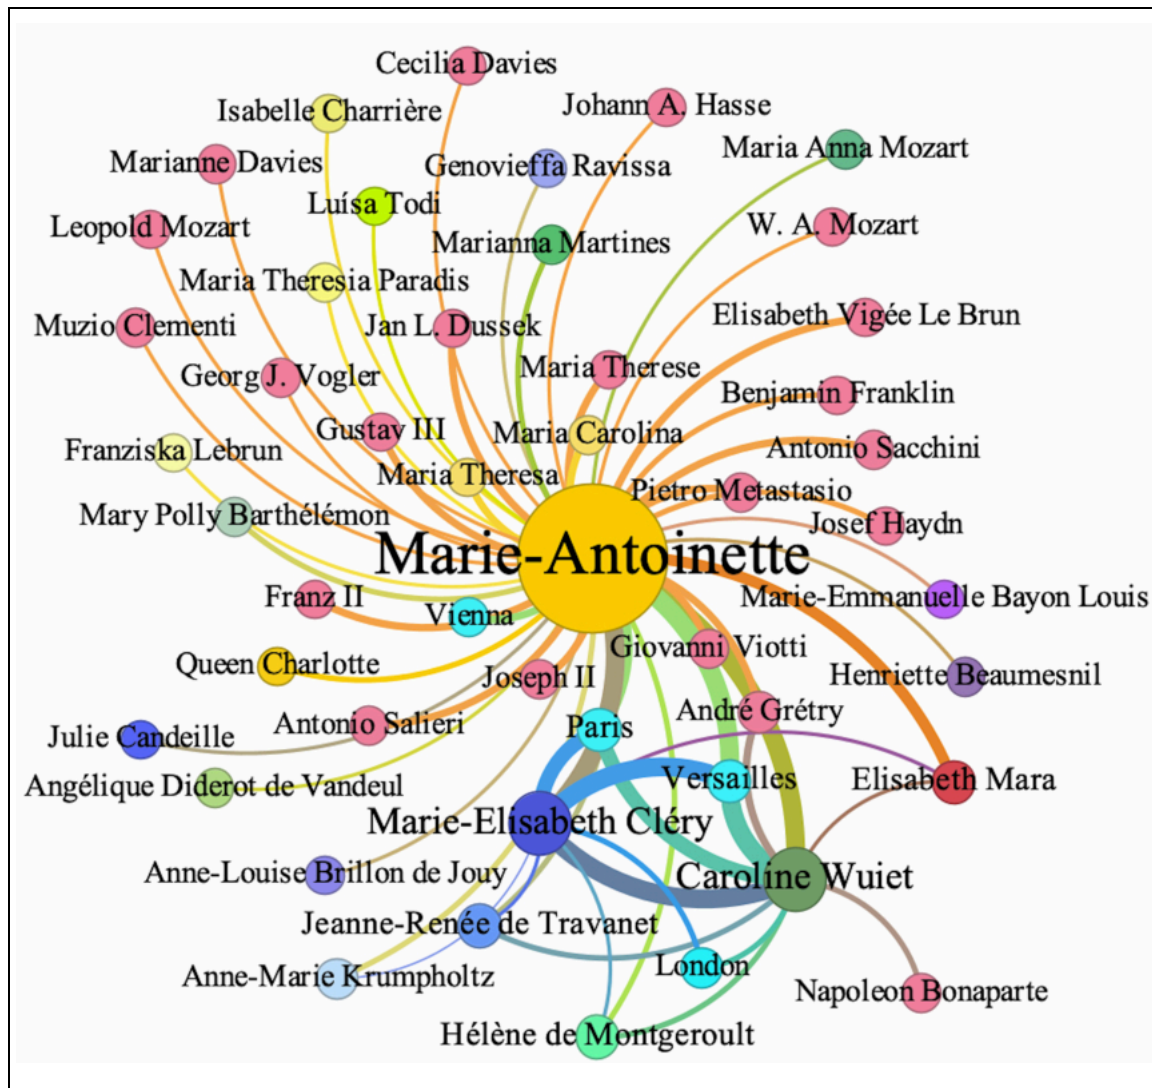 Cecilia Davies
Isabelle Charrière
Johann A. Hasse
Marianne Davies
Genovieffa Ravissa
Maria Anna Mozart
Luísa Todi
Leopold Mozart
Marianna Martines
W. A. Mozart
Maria Theresia Paradis
Muzio Clementi
Jan L. Dussek
Elisabeth Vigée Le Brun
Georg J. Vogler
Maria Therese
Benjamin Franklin
Gustav III
Maria Carolina
Franziska Lebrun
Antonio Sacchini
Maria Theresa
Pietro Metastasio
Mary Polly Barthélémon
Josef Haydn
Marie-Antoinette
Franz II
Vienna
Marie-Emmanuelle Bayon Louis
Giovanni Viotti
Queen Charlotte
Joseph II
Henriette Beaumesnil
Antonio Salieri
André Grétry
Julie Candeille
Paris
Angélique Diderot de Vandeul
Versailles
Elisabeth Mara
Marie-Elisabeth Cléry
Anne-Louise Brillon de Jouy
Caroline Wuiet
Jeanne-Renée de Travanet
Anne-Marie Krumpholtz
London
Napoleon Bonaparte
Hélène de Montgeroult